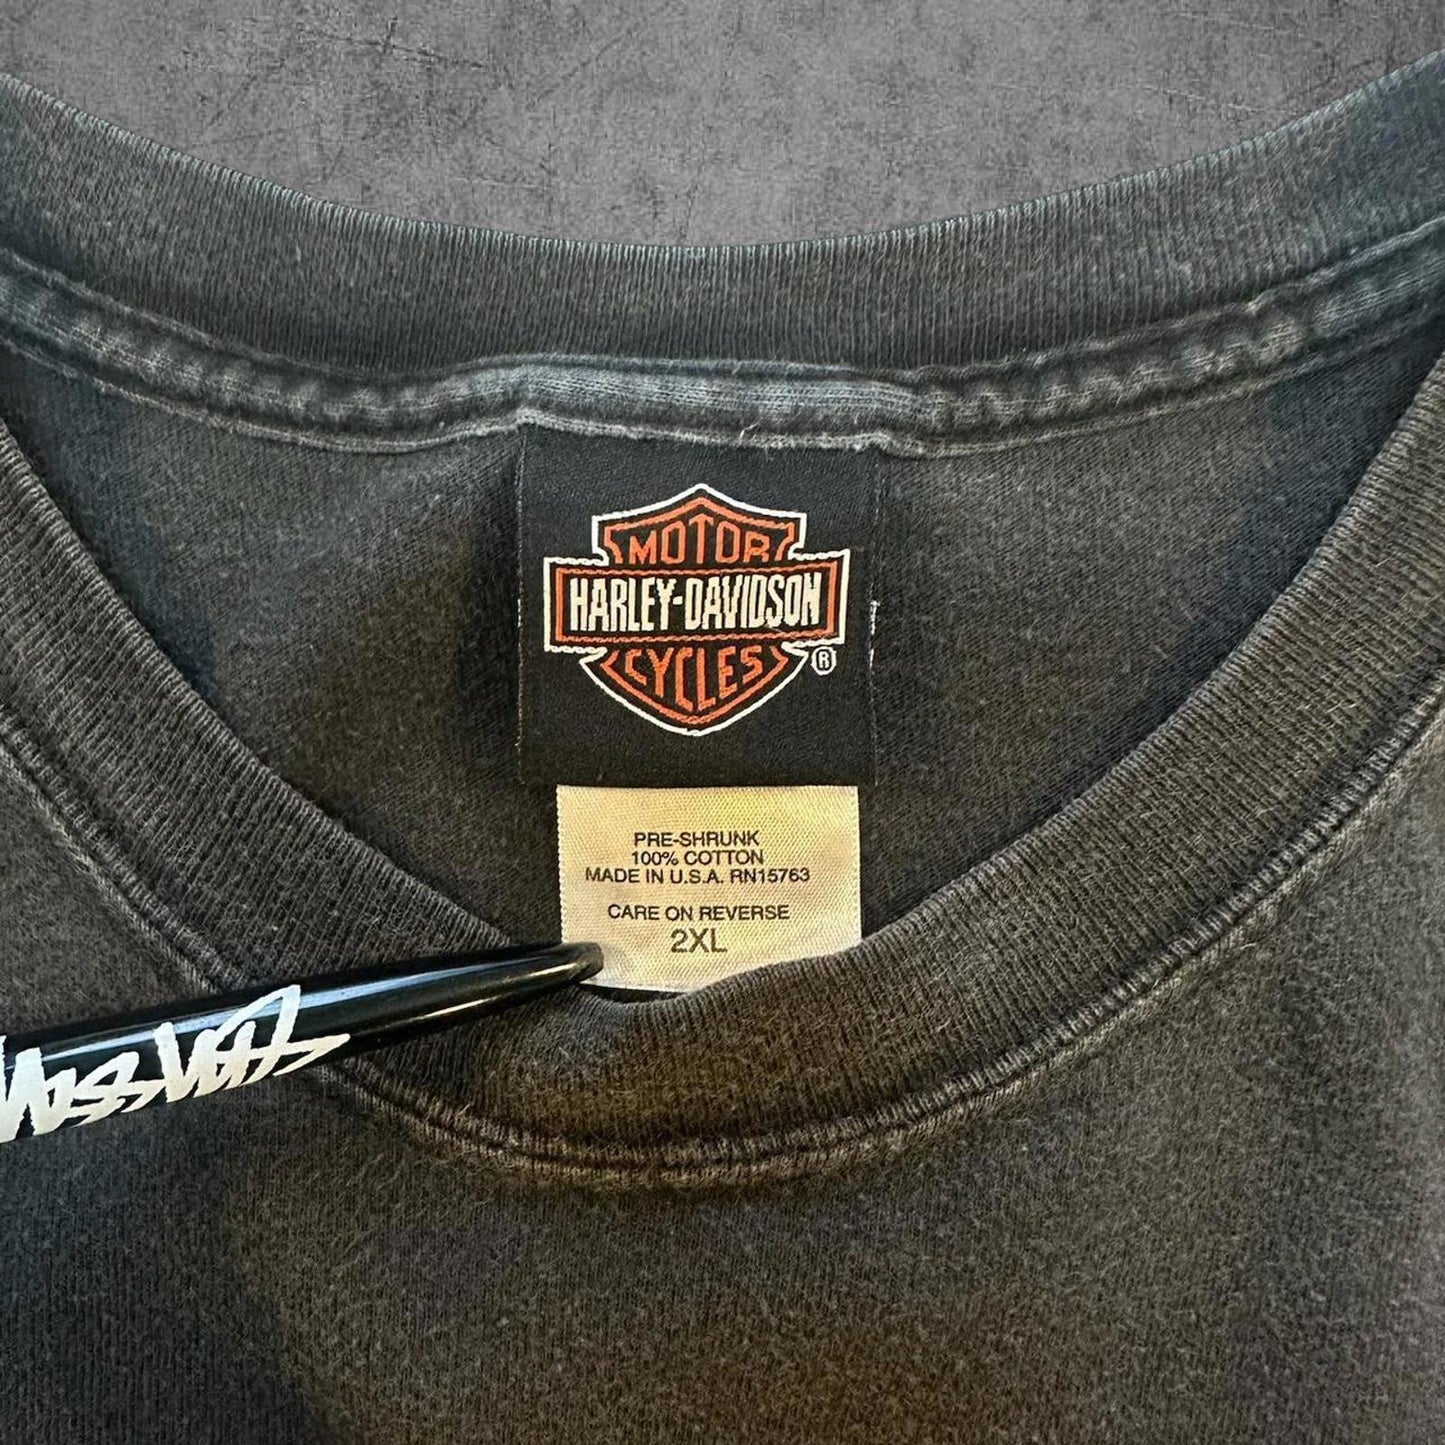 MOTOR
HARLEY-DAVIDSON
CYCLES
®
PRE-SHRUNK
100% COTTON
MADE IN U.S.A. RN15763
CARE ON REVERSE
2XL